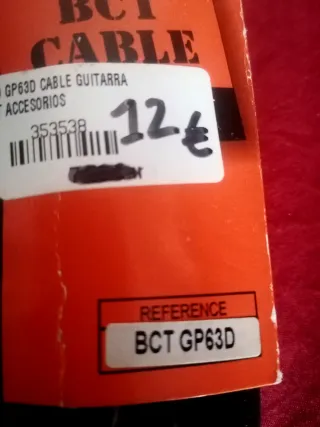 BCT
CABLE
GP63D CABLE GUITARRA
ACCESORIOS
353538
12 €
REFERENCE
BCT GP63D